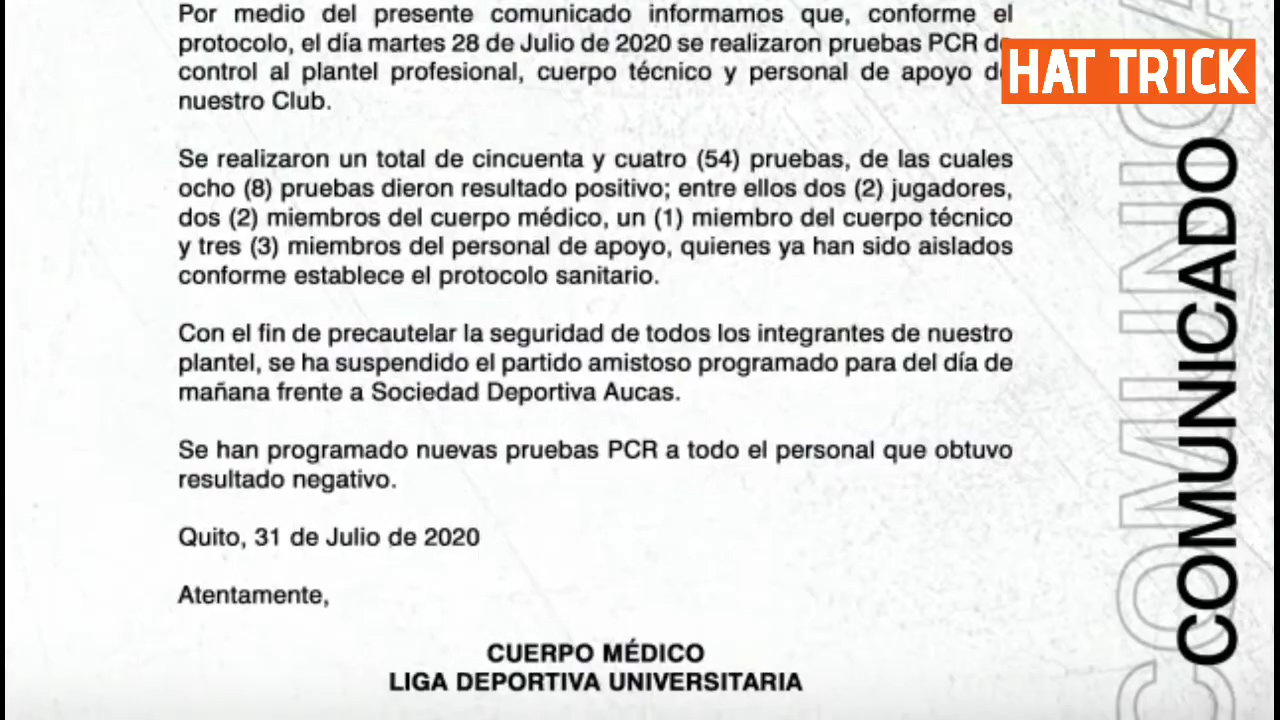 Por medio del presente comunicado informamos que, conforme el
protocolo, el día martes 28 de Julio de 2020 se realizaron pruebas PCR
control al plantel profesional, cuerpo técnico y personal de apoyo
nuestro Club.
Se realizaron un total de cincuenta y cuatro (54) pruebas, de las cuales
ocho (8) pruebas dieron resultado positivo; entre ellos dos (2) jugadores,
dos (2) miembros del cuerpo médico, un (1) miembro del cuerpo técnico
y tres (3) miembros del personal de apoyo, quienes ya han sido aislados
conforme establece el protocolo sanitario.
Con el fin de precautelar la seguridad de todos los integrantes de nuestro
plantel, se ha suspendido el partido amistoso programado para del día de
mañana frente a Sociedad Deportiva Aucas.
Se han programado nuevas pruebas PCR a todo el personal que obtuvo
resultado negativo.
Quito, 31 de Julio de 2020
Atentamente,
CUERPO MÉDICO
LIGA DEPORTIVA UNIVERSITARIA
HAT TRICK
COMUNICADO